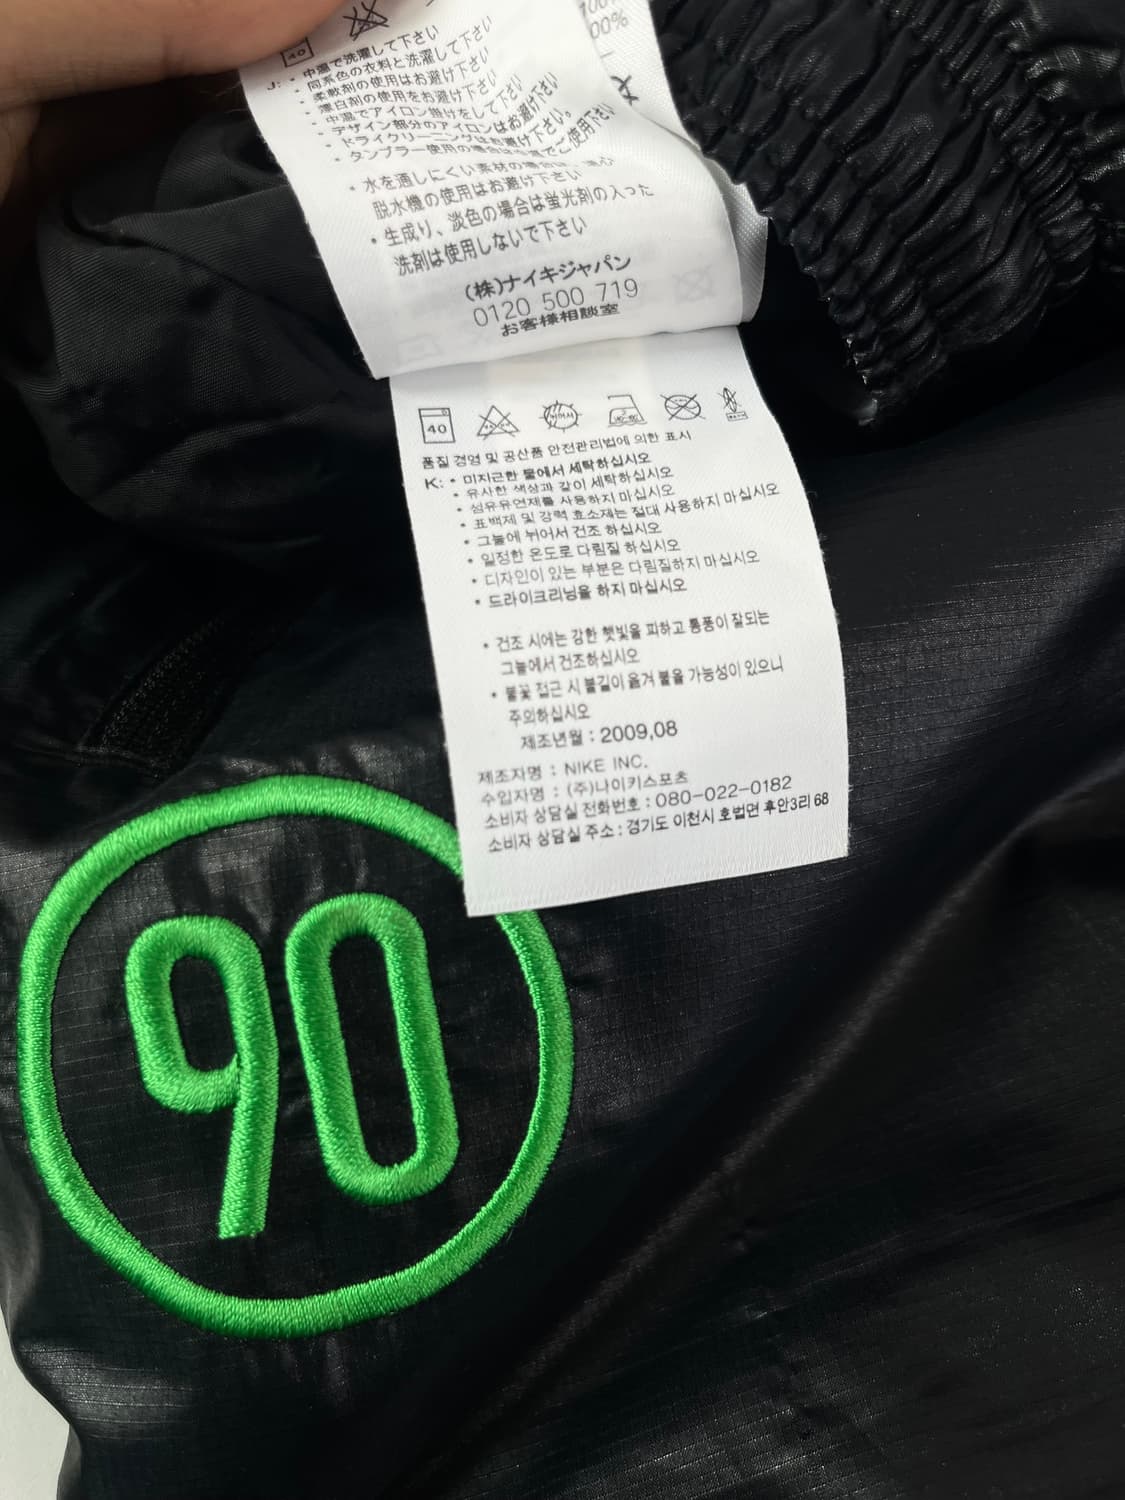 40
100%
00%
J: • 中温で洗濯して下さい
• 同系色の衣料と洗濯して下さい
• 柔軟剤の使用はお避け下さい
• 漂白剤の使用をお避け下さい
• 中温でアイロン掛けをして下さい
• デザイン部分のアイロンはお避け下さい
• ドライクリーニングはお避け下さい。
• タンブラー使用の場合は でご使用下さい
• 水を通しにくい素材の場合は、
脱水機の使用はお避け下さい
• 生成り、淡色の場合は蛍光剤の入った
洗剤は使用しないで下さい
(株)ナイキジャパン
0120 500 719
お客様相談室
40
품질 경영 및 공산품 안전관리법에 의한 표시
K: • 미지근한 물에서 세탁하십시오
• 유사한 색상과 같이 세탁하십시오
• 섬유유연제를 사용하지 마십시오
• 표백제 및 강력 효소제는 절대 사용하지 마십시오
• 그늘에 뉘어서 건조 하십시오
• 일정한 온도로 다림질 하십시오
• 디자인이 있는 부분은 다림질하지 마십시오
• 드라이크리닝을 하지 마십시오
• 건조 시에는 강한 햇빛을 피하고 통풍이 잘되는
그늘에서 건조하십시오
• 불꽃 접근 시 불길이 옮겨 붙을 가능성이 있으니
주의하십시오
제조년월 : 2009,08
제조자명 : NIKE INC.
수입자명 : (주)나이키스포츠
소비자 상담실 전화번호 : 080-022-0182
소비자 상담실 주소 : 경기도 이천시 호법면 후안3리 68
90